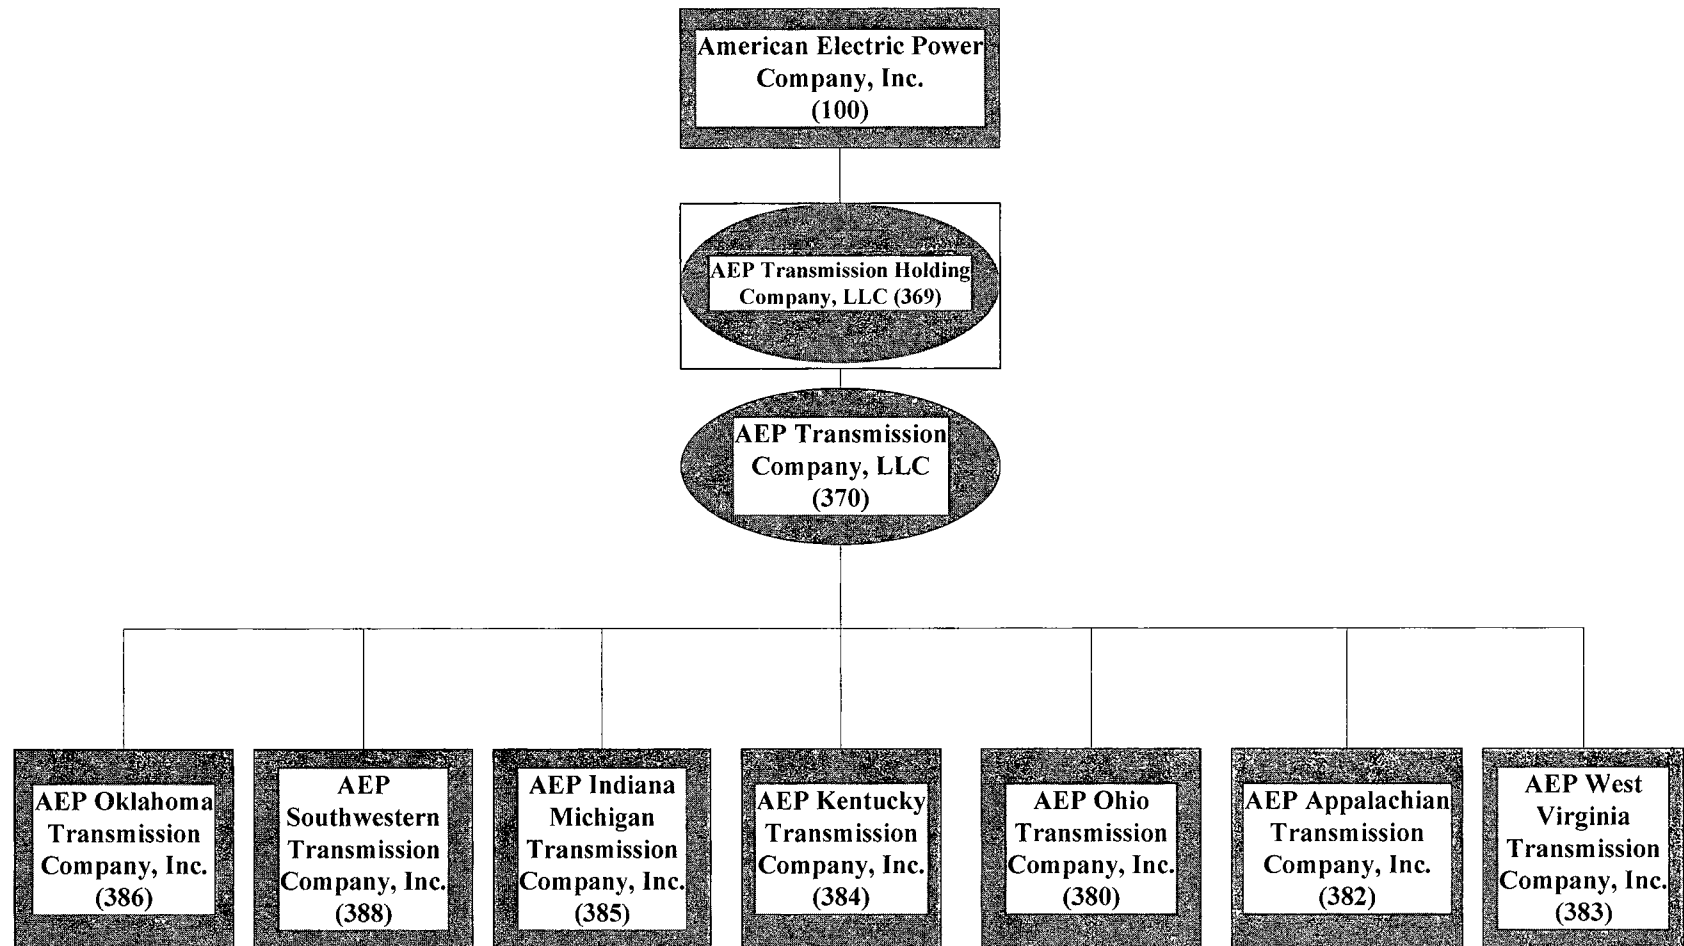 American Electric Power
Company, Inc.
(100)
AEP Transmission Holding
Company, LLC (369)
AEP Transmission
Company, LLC
(370)
AEP Oklahoma
Transmission
Company, Inc.
(386)
AEP
Southwestern
Transmission
Company, Inc.
(388)
AEP Indiana
Michigan
Transmission
Company, Inc.
(385)
AEP Kentucky
Transmission
Company, Inc.
(384)
AEP Ohio
Transmission
Company, Inc.
(380)
AEP Appalachian
Transmission
Company, Inc.
(382)
AEP West
Virginia
Transmission
Company, Inc.
(383)